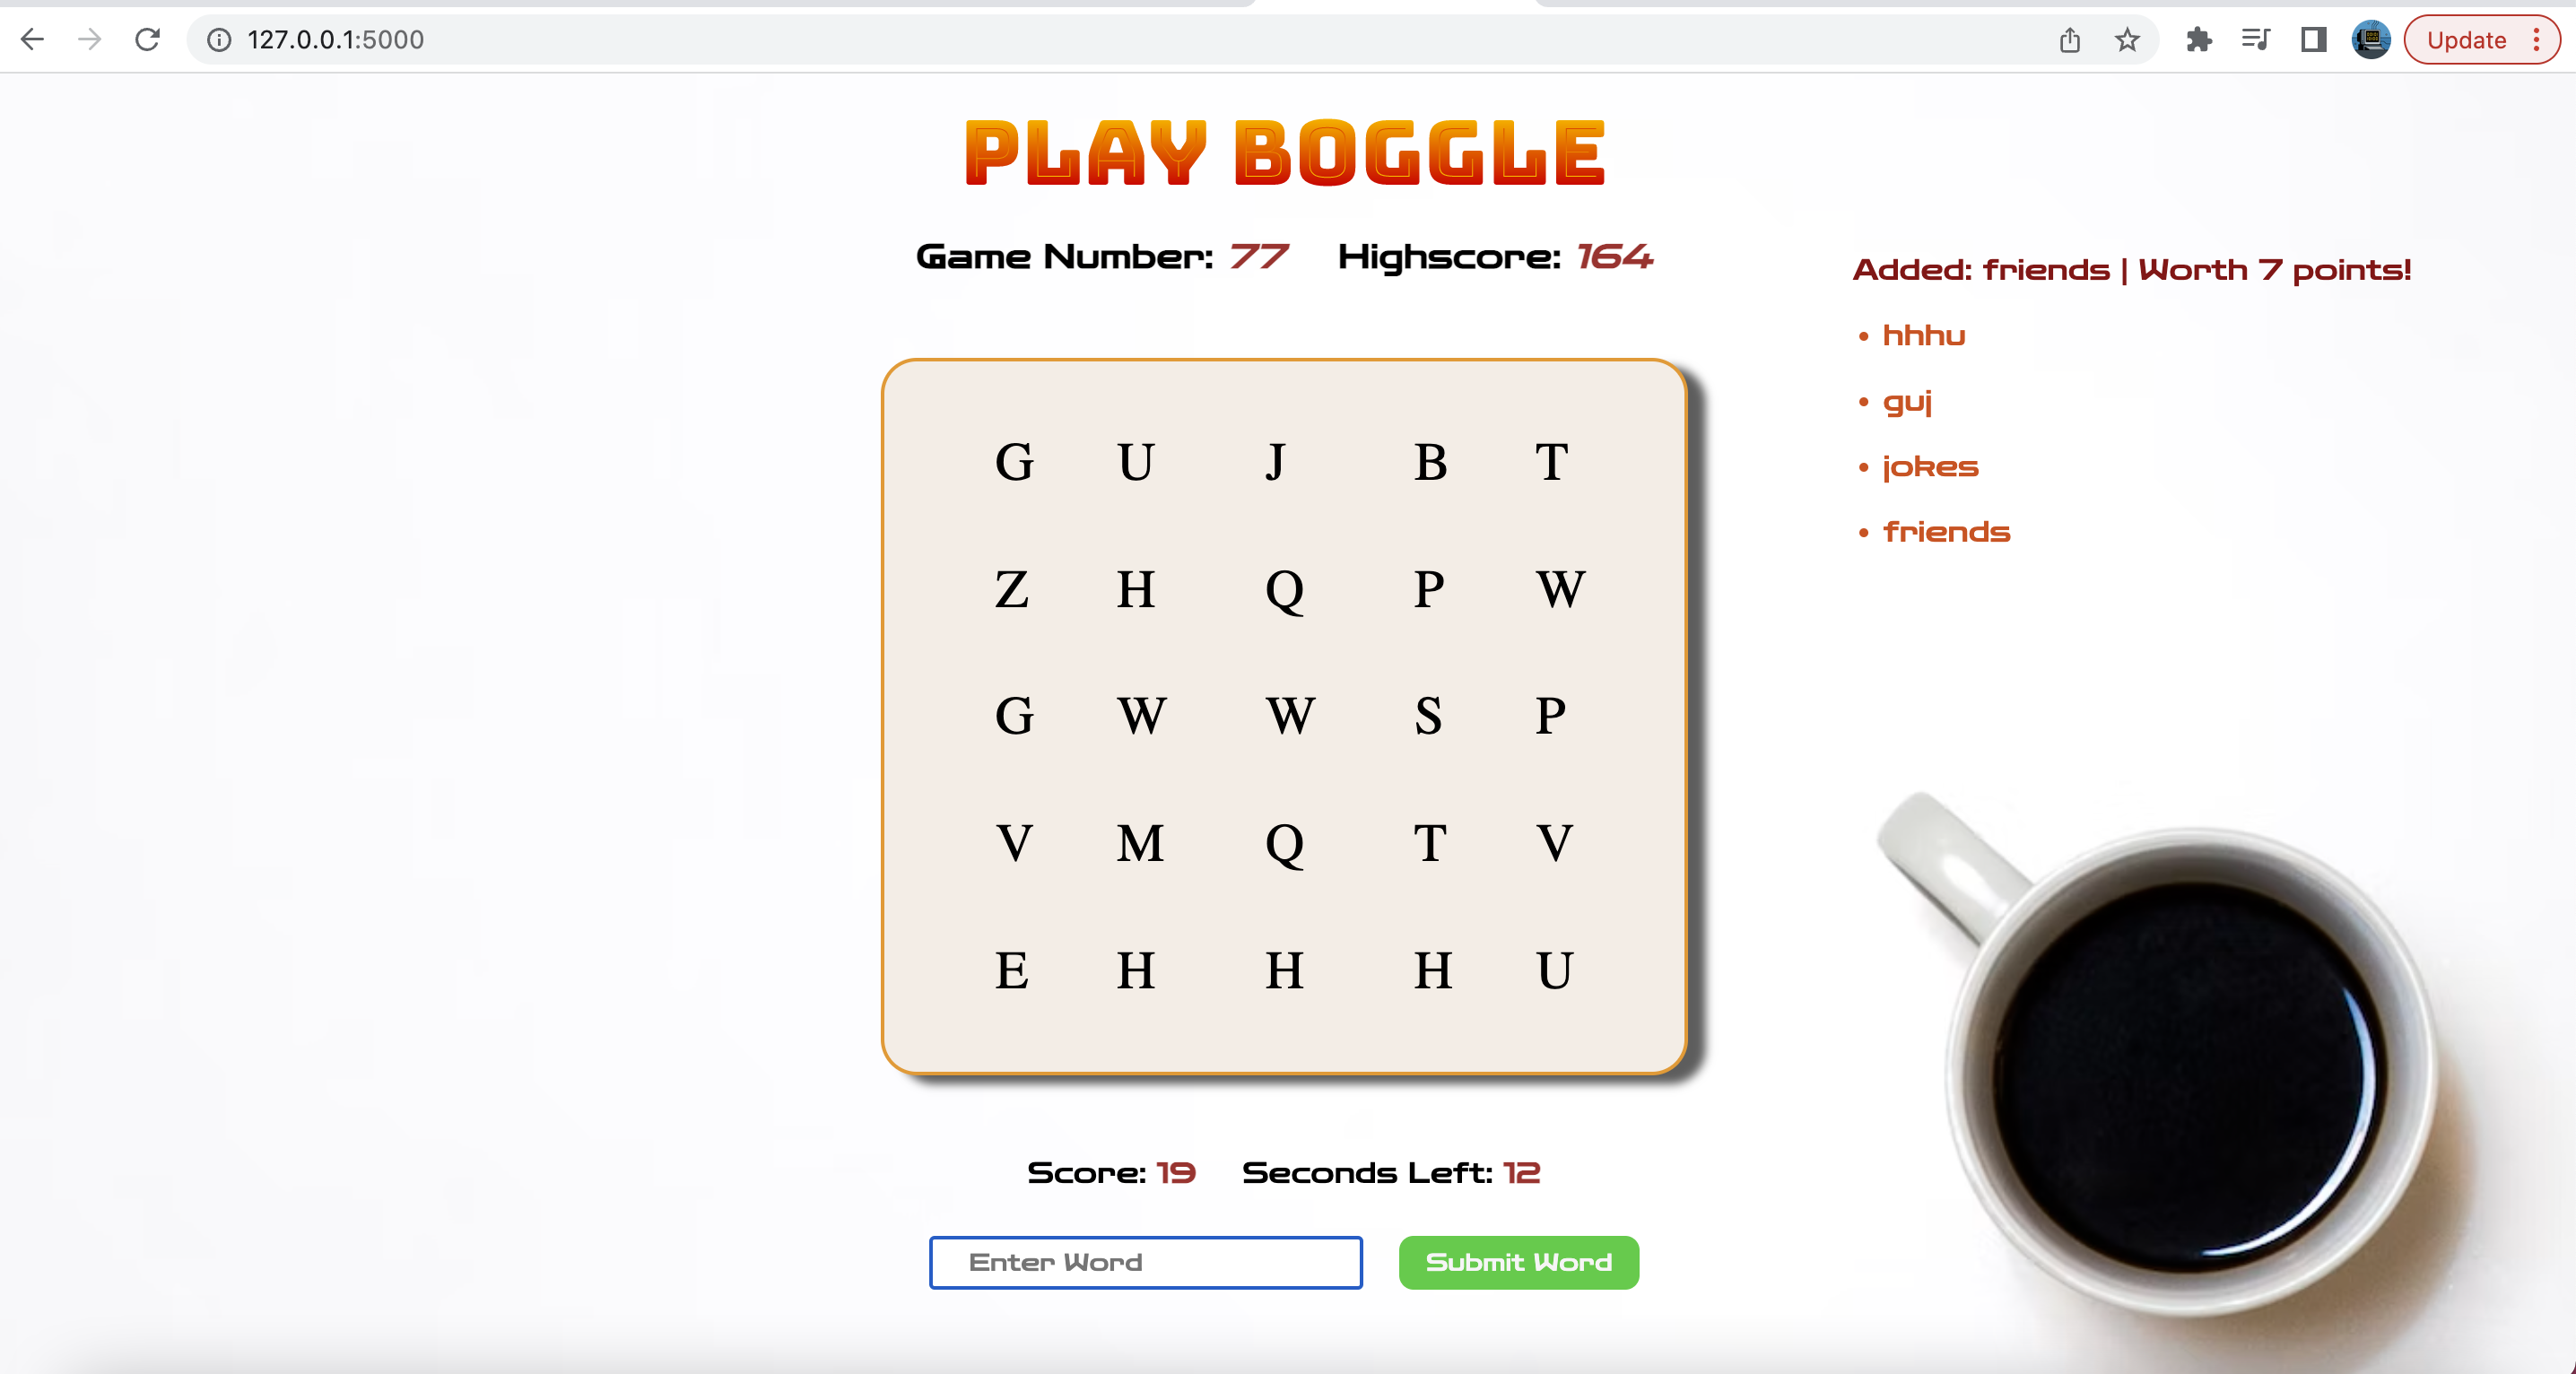 127.0.0.1:5000
Update
PLAY BOGGLE
Game Number: 77 Highscore: 164
Added: friends | Worth 7 points!
• hhhu
• guj
• jokes
• friends
G U J B T
Z H Q P W
G W W S P
V M Q T V
E H H H U
Score: 19 Seconds Left: 12
Enter Word
Submit Word